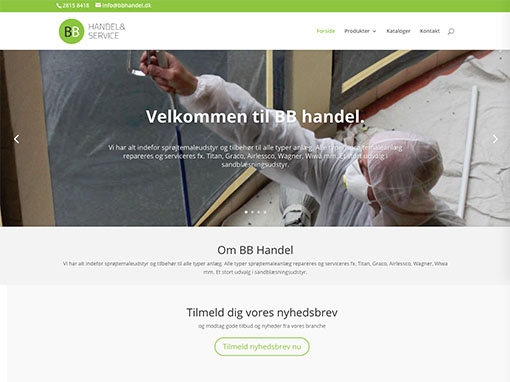 2815 8418 info@bbhandel.dk
BB HANDEL&
SERVICE
Forside Produkter Kataloger Kontakt
Velkommen til BB handel.
Vi har alt indefor sprøjtemaleudstyr og tilbehør til alle typer anlæg. Alle typer sprøjtemaleanlæg
repareres og serviceres fx. Titan, Graco, Airlessco, Wagner, Wiwa mm. Et stort udvalg i
sandblæsningsudstyr.
Om BB Handel
Vi har alt indefor sprøjtemaleudstyr og tilbehør til alle typer anlæg. Alle typer sprøjtemaleanlæg repareres og serviceres fx. Titan, Graco, Airlessco, Wagner, Wiwa
mm. Et stort udvalg i sandblæsningsudstyr.
Tilmeld dig vores nyhedsbrev
og modtag gode tilbud og nyheder fra vores branche
Tilmeld nyhedsbrev nu